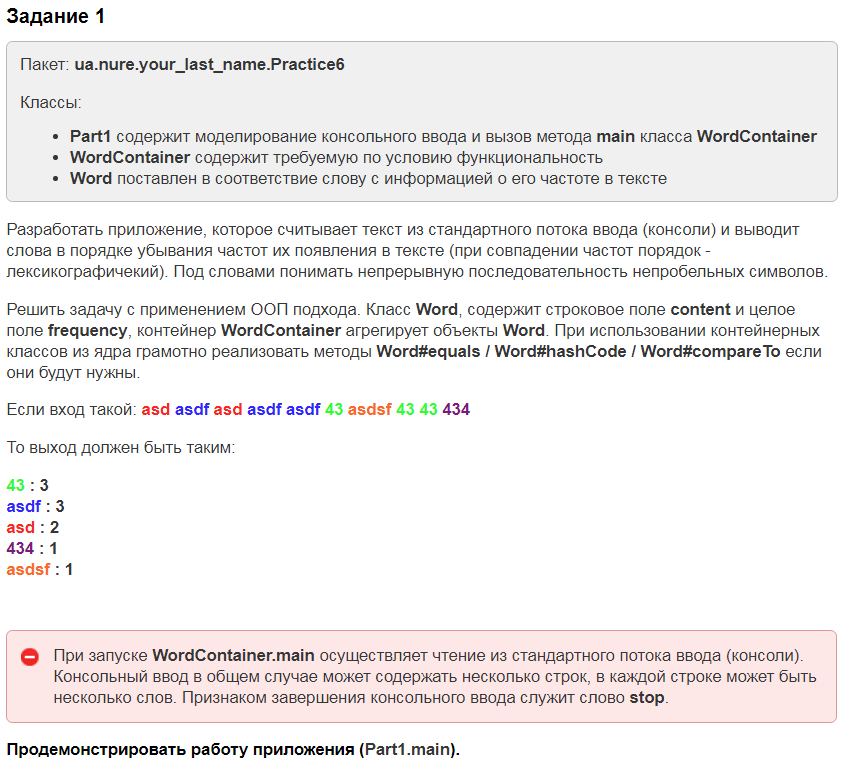 Задание 1
Пакет: ua.nure.your_last_name.Practice6
Классы:
• Part1 содержит моделирование консольного ввода и вызов метода main класса WordContainer
• WordContainer содержит требуемую по условию функциональность
• Word поставлен в соответствие слову с информацией о его частоте в тексте
Разработать приложение, которое считывает текст из стандартного потока ввода (консоли) и выводит
слова в порядке убывания частот их появления в тексте (при совпадении частот порядок -
лексикографичекий). Под словами понимать непрерывную последовательность непробельных символов.
Решить задачу с применением ООП подхода. Класс Word, содержит строковое поле content и целое
поле frequency, контейнер WordContainer агрегирует объекты Word. При использовании контейнерных
классов из ядра грамотно реализовать методы Word#equals / Word#hashCode / Word#compareTo если
они будут нужны.
Если вход такой: asd asdf asd asdf asdf 43 asdsf 43 43 434
То выход должен быть таким:
43 : 3
asdf : 3
asd : 2
434 : 1
asdsf : 1
При запуске WordContainer.main осуществляет чтение из стандартного потока ввода (консоли).
Консольный ввод в общем случае может содержать несколько строк, в каждой строке может быть
несколько слов. Признаком завершения консольного ввода служит слово stop.
Продемонстрировать работу приложения (Part1.main).